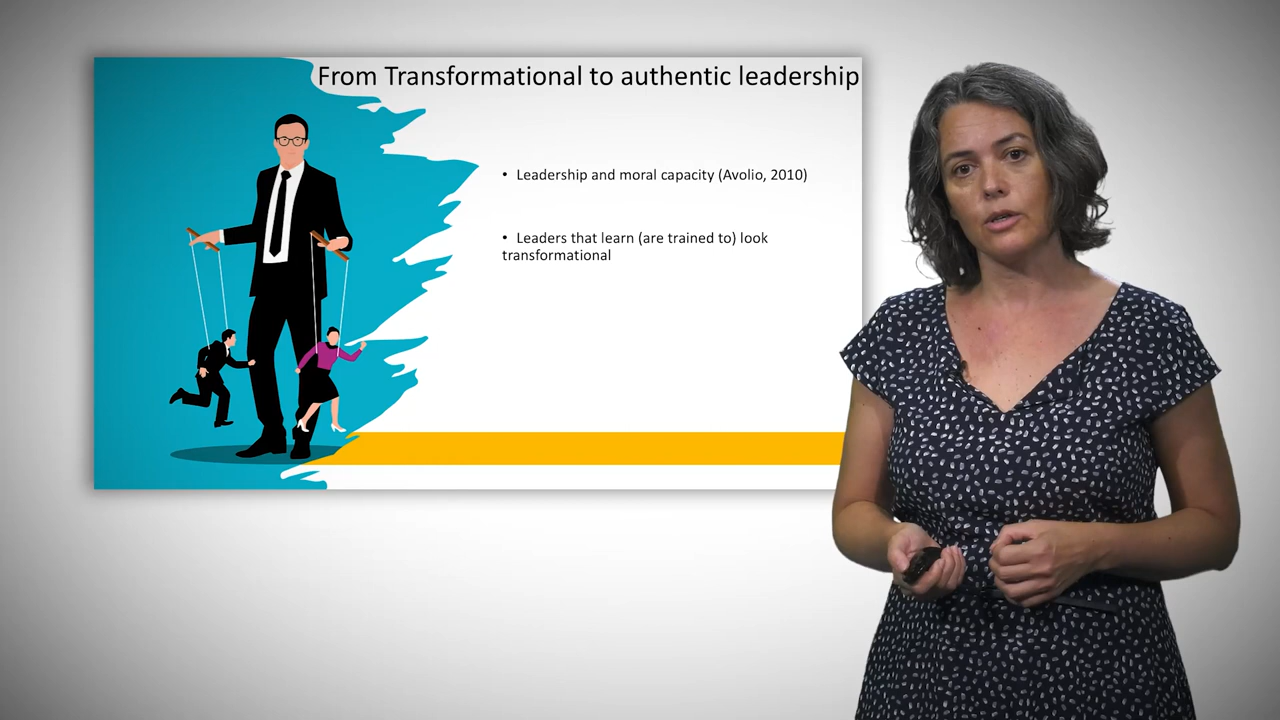 From Transformational to authentic leadership
• Leadership and moral capacity (Avolio, 2010)
• Leaders that learn (are trained to) look
transformational